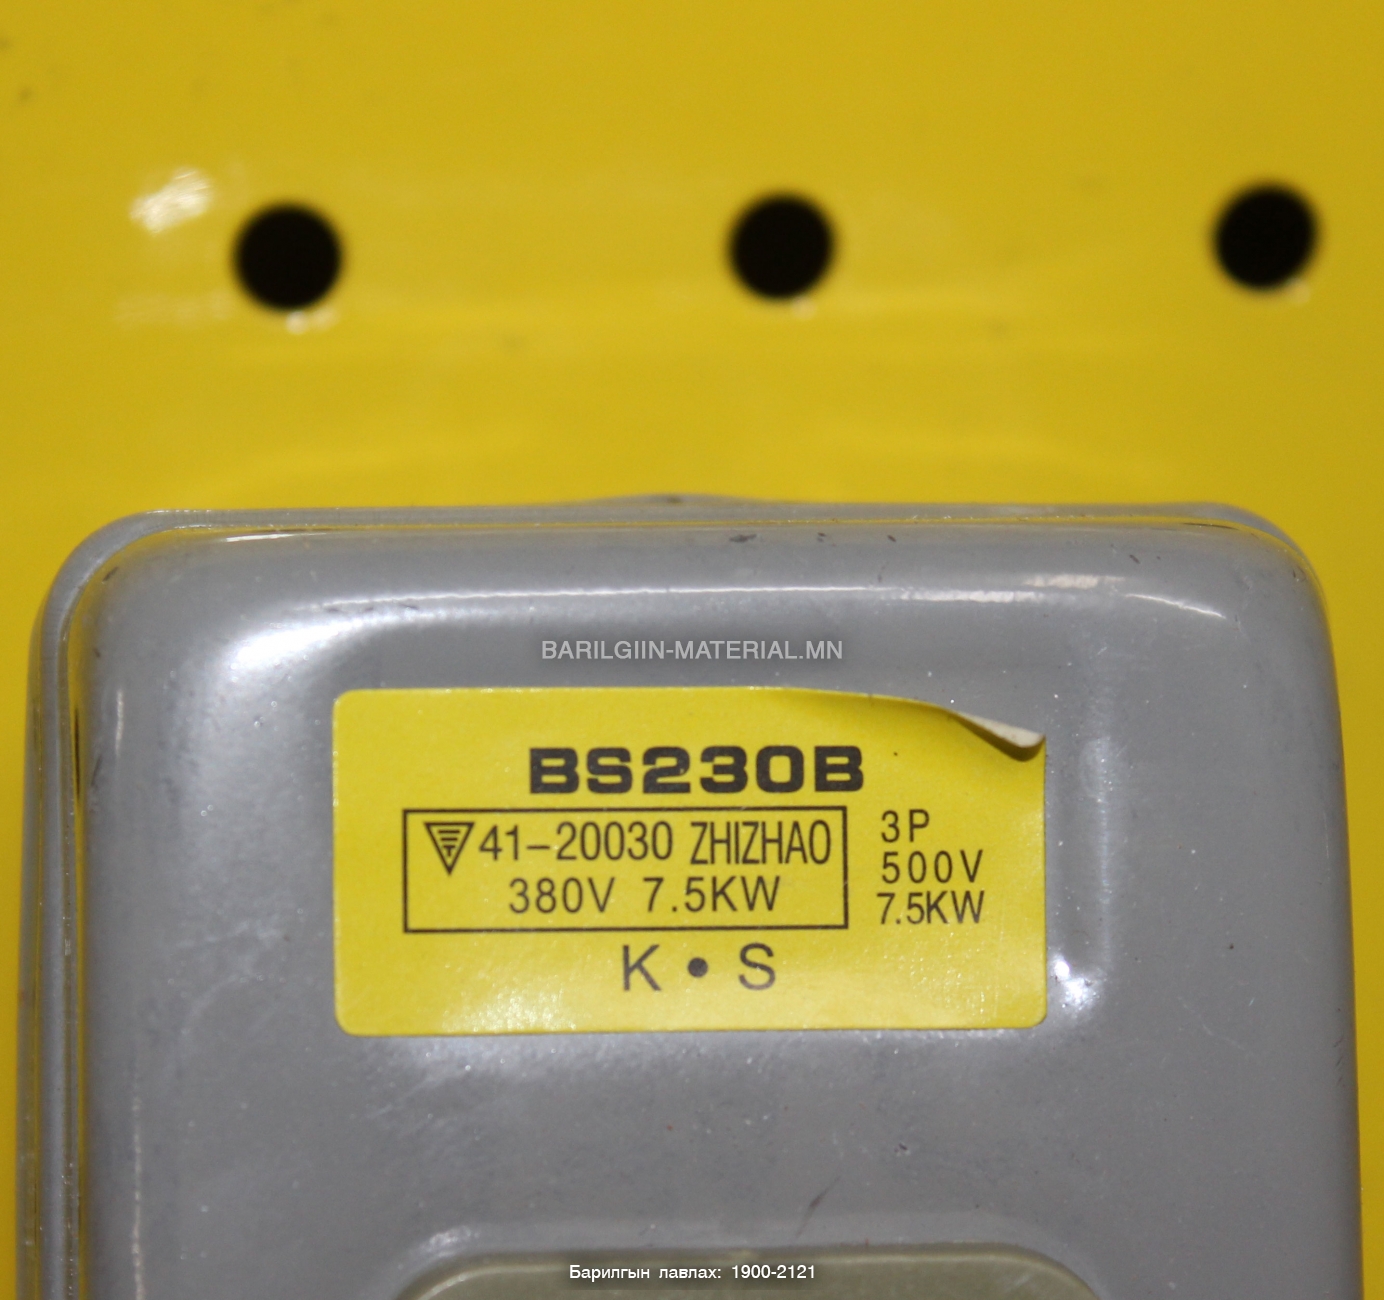 BARILGIIN-MATERIAL.MN
BS230B
41-20030 ZHIZHAO
380V 7.5KW
3P
500V
7.5KW
K • S
Барилгын лавлах: 1900-2121